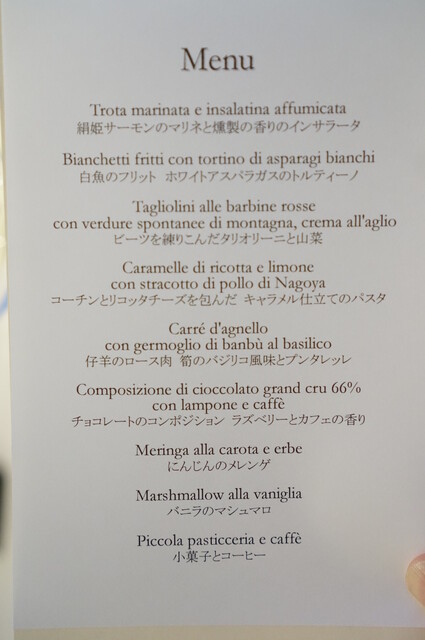 Menu
Trota marinata e insalatina affumicata
絹姫サーモンのマリネと燻製の香りのインサラータ
Bianchetti fritti con tortino di asparagi bianchi
白魚のフリット ホワイトアスパラガスのトルティーノ
Tagliolini alle barbine rosse
con verdure spontanee di montagna, crema all'aglio
ビーツを練りこんだタリオリーニと山菜
Caramelle di ricotta e limone
con stracotto di pollo di Nagoya
コーチンとリコッタチーズを包んだ キャラメル仕立てのパスタ
Carré d'agnello
con germoglio di banbù al basilico
仔羊のロース肉 筍のバジリコ風味とプンタレッレ
Composizione di cioccolato grand cru 66%
con lampone e caffè
チョコレートのコンポジション ラズベリーとカフェの香り
Meringa alla carota e erbe
にんじんのメレンゲ
Marshmallow alla vaniglia
バニラのマシュマロ
Piccola pasticceria e caffè
小菓子とコーヒー